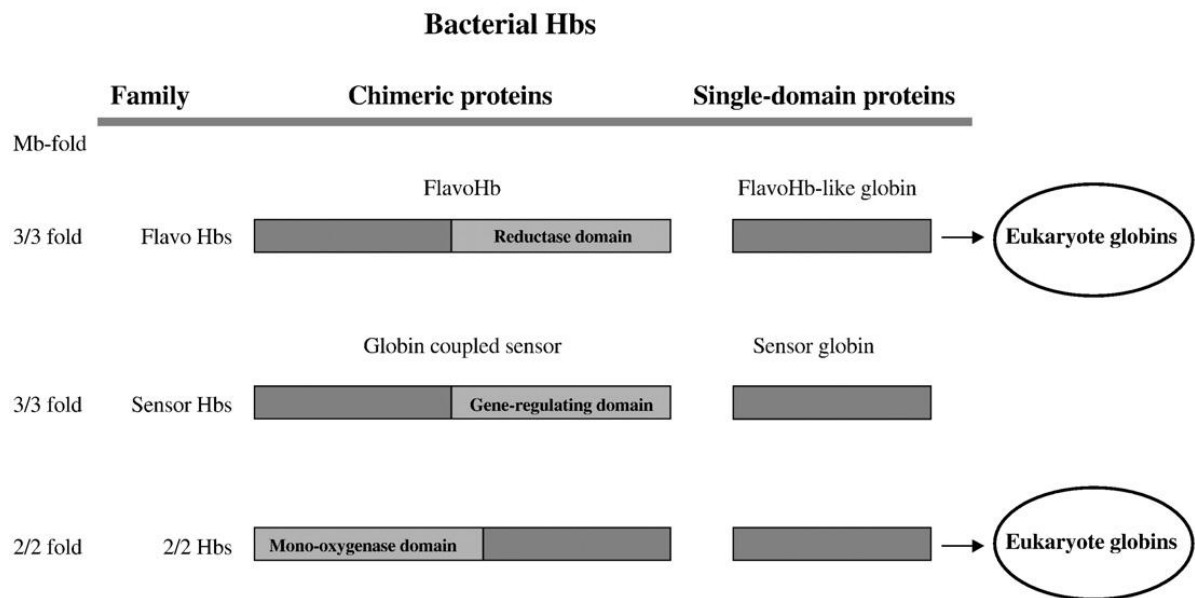 Bacterial Hbs
Family Chimeric proteins Single-domain proteins
Mb-fold
FlavoHb FlavoHb-like globin
3/3 fold Flavo Hbs Reductase domain Eukaryote globins
Globin coupled sensor Sensor globin
3/3 fold Sensor Hbs Gene-regulating domain
2/2 fold 2/2 Hbs Mono-oxygenase domain Eukaryote globins